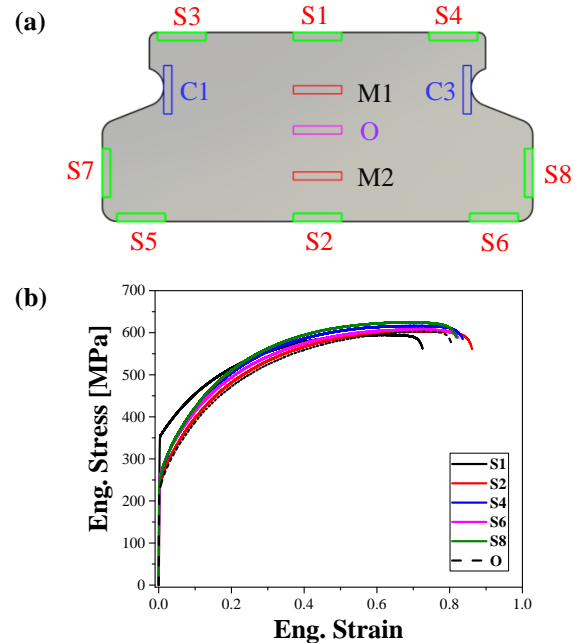 (a)
S3 S1 S4
C1 M1 C3
O
S7 M2 S8
S5 S2 S6
(b)
700
600
500
400
300
200
100
0
Eng. Stress [MPa]
S1
S2
S4
S6
S8
O
0.0 0.2 0.4 0.6 0.8 1.0
Eng. Strain